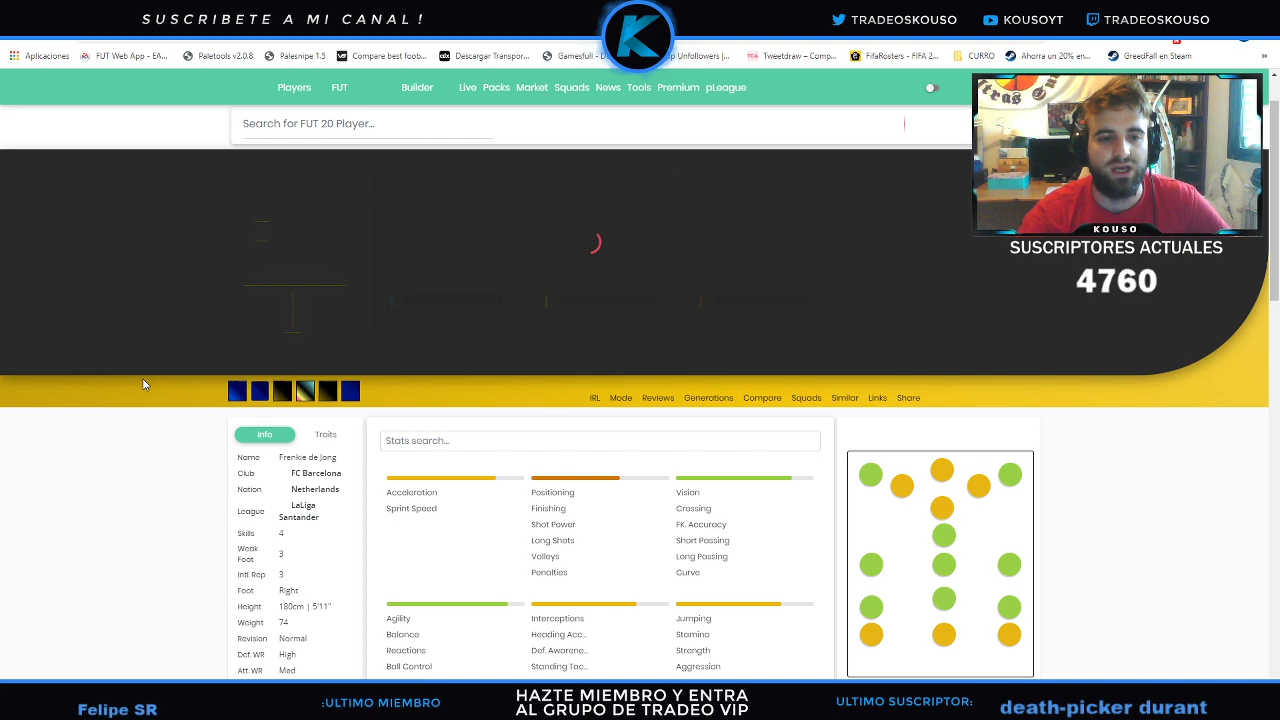 SUSCRIBETE A MI CANAL !
K
TRADEOSKOUSO
KOUSOYT
TRADEOSKOUSO
Aplicaciones
FUT Web App - EA...
Paletools v2.0.8
Palesnipe 1.5
Compare best foob...
Descargar Transpor...
Unfollowers |...
Tweetdraw – Comp...
FifaRosters - FIFA 2...
CURRO
Ahorra un 20% en...
GreedFall en Steam
»
Players
FUT
Builder
Live
Packs
Market
Squads
News
Tools
Premium
pLeague
Search for FUT 20 Player...
KOUSO
SUSCRIPTORES ACTUALES
4760
IRL
Mode
Reviews
Generations
Compare
Squads
Similar
Links
Share
Info
Traits
Name Frenkie de Jong
Club FC Barcelona
Nation Netherlands
League LaLiga Santander
Skills 4
Weak Foot 3
Intl. Rep 3
Foot Right
Height 180cm | 5'11"
Weight 74
Revision Normal
Def. WR High
Att. WR Med
Stats search...
Acceleration
Sprint Speed
Positioning
Finishing
Shot Power
Long Shots
Volleys
Penalties
Vision
Crossing
FK. Accuracy
Short Passing
Long Passing
Curve
Agility
Balance
Reactions
Ball Control
Interceptions
Heading Acc...
Def. Awarene...
Standing Tac...
Jumping
Stamina
Strength
Aggression
Felipe SR
:ULTIMO MIEMBRO
HAZTE MIEMBRO Y ENTRA
AL GRUPO DE TRADEO VIP
ULTIMO SUSCRIPTOR:
death-picker durant